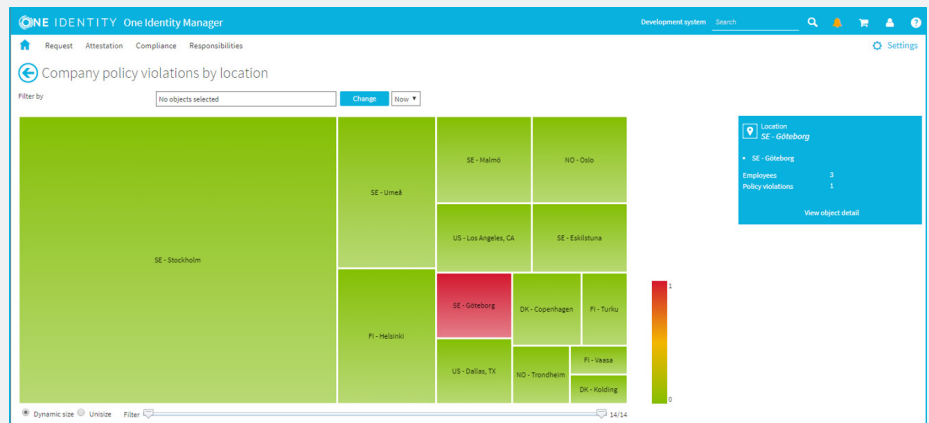 ONE IDENTITY One Identity Manager
Development system Search
Request Attestation Compliance Responsibilities
Settings
Company policy violations by location
Filter by
No objects selected Change Now
SE - Stockholm
SE - Umeå
SE - Malmö
NO - Oslo
US - Los Angeles, CA
SE - Eskilstuna
FI - Helsinki
SE - Göteborg
DK - Copenhagen
FI - Turku
US - Dallas, TX
NO - Trondheim
FI - Vaasa
DK - Kolding
1
0
Location
SE - Göteborg
• SE - Göteborg
Employees 3
Policy violations 1
View object detail
Dynamic size Unisize Filter 14/14